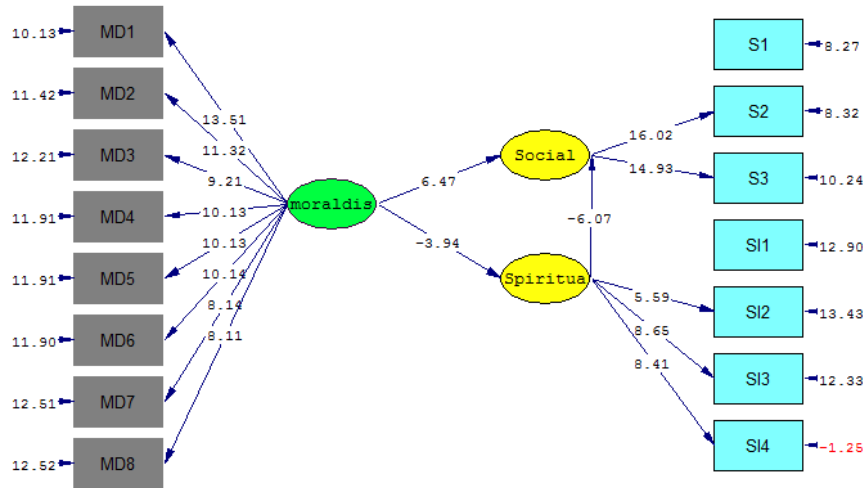 10.13 MD1
11.42 MD2
12.21 MD3
11.91 MD4
11.91 MD5
11.90 MD6
12.51 MD7
12.52 MD8
13.51
11.32
9.21
10.13
10.13
10.14
8.14
8.11
moraldis
6.47
-3.94
Social
-6.07
Spiritua
16.02
14.93
5.59
8.65
8.41
S1 8.27
S2 8.32
S3 10.24
SI1 12.90
SI2 13.43
SI3 12.33
SI4 -1.25